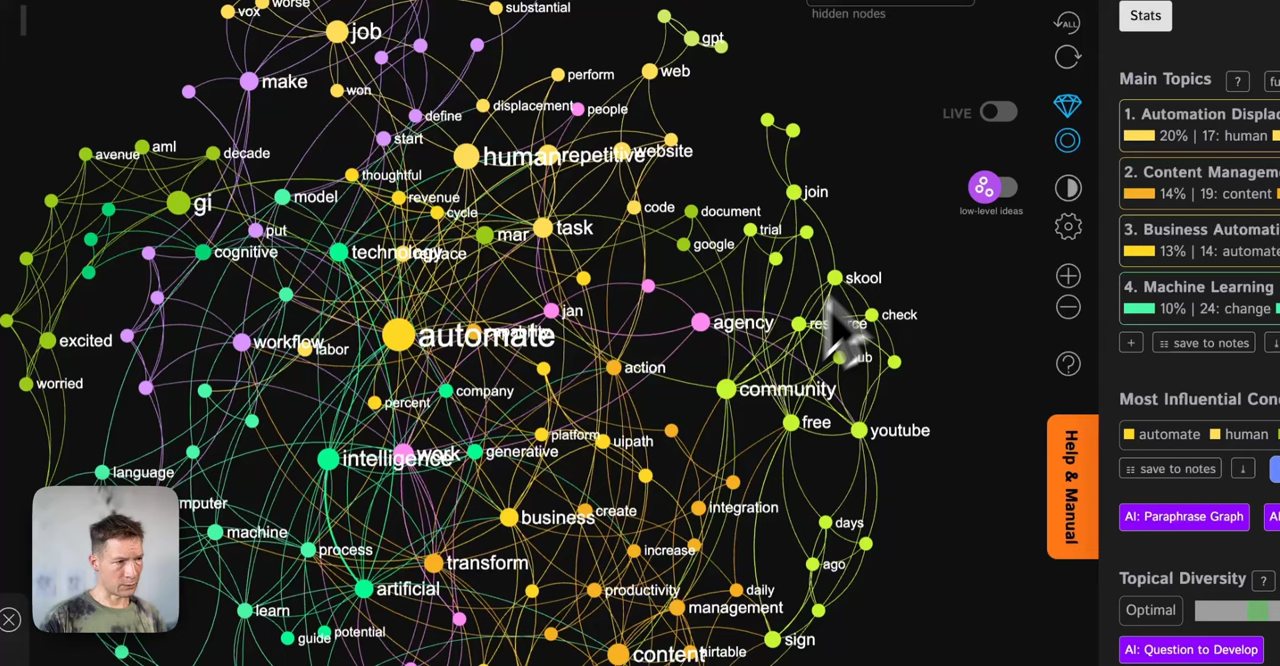 worse
vox
substantial
hidden nodes
job
gpt
ALL
Stats
make
perform
web
Main Topics ?
won
displacement
people
LIVE
define
1. Automation Displac
20% | 17: human
start
aml
avenue
decade
human
repetitive
website
2. Content Managem
14% | 19: content
thoughtful
gi
model
revenue
cycle
code
document
join
low-level ideas
put
mar
task
google
trial
3. Business Automati
13% | 14: automate
cognitive
technology
replace
skool
4. Machine Learning
10% | 24: change
jan
agency
check
excited
workflow
labor
automate
+ save to notes ↓
worried
action
percent
company
community
Most Influential Con
free
youtube
automate human
platform
uipath
intelligence
work
generative
save to notes ↓
language
machine
business
create
integration
days
Help & Manual
AI: Paraphrase Graph
process
increase
transform
ago
Topical Diversity ?
artificial
productivity
daily
management
Optimal
learn
guide
potential
sign
content
airtable
AI: Question to Develop